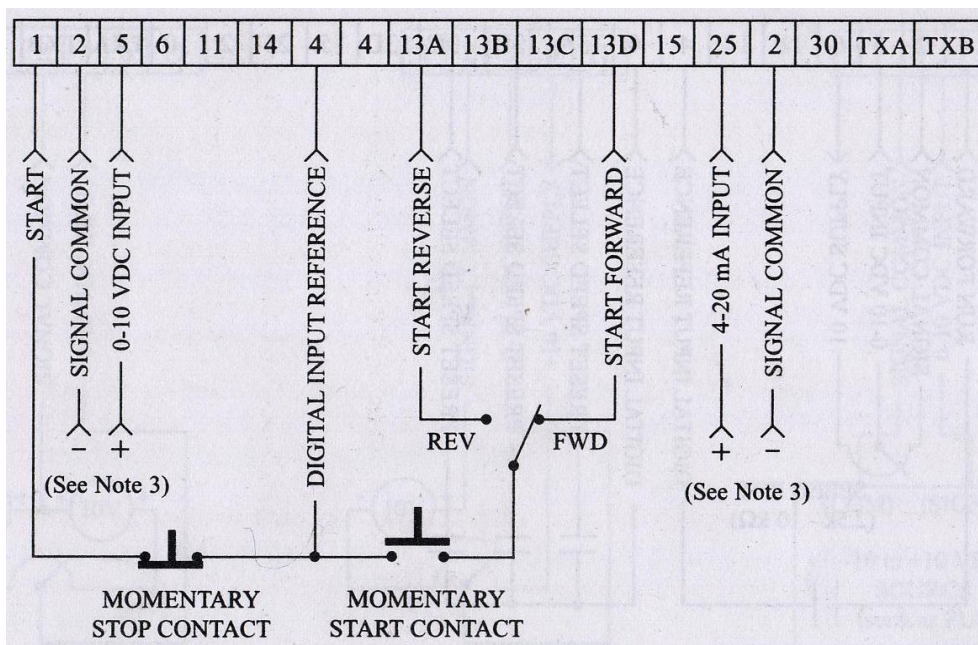 1 2 5 6 11 14 4 4 13A 13B 13C 13D 15 25 2 30 TXA TXB
START
SIGNAL COMMON
0-10 VDC INPUT
DIGITAL INPUT REFERENCE
START REVERSE
START FORWARD
4-20 mA INPUT
SIGNAL COMMON
REV
FWD
- +
+ -
(See Note 3)
(See Note 3)
MOMENTARY
STOP CONTACT
MOMENTARY
START CONTACT